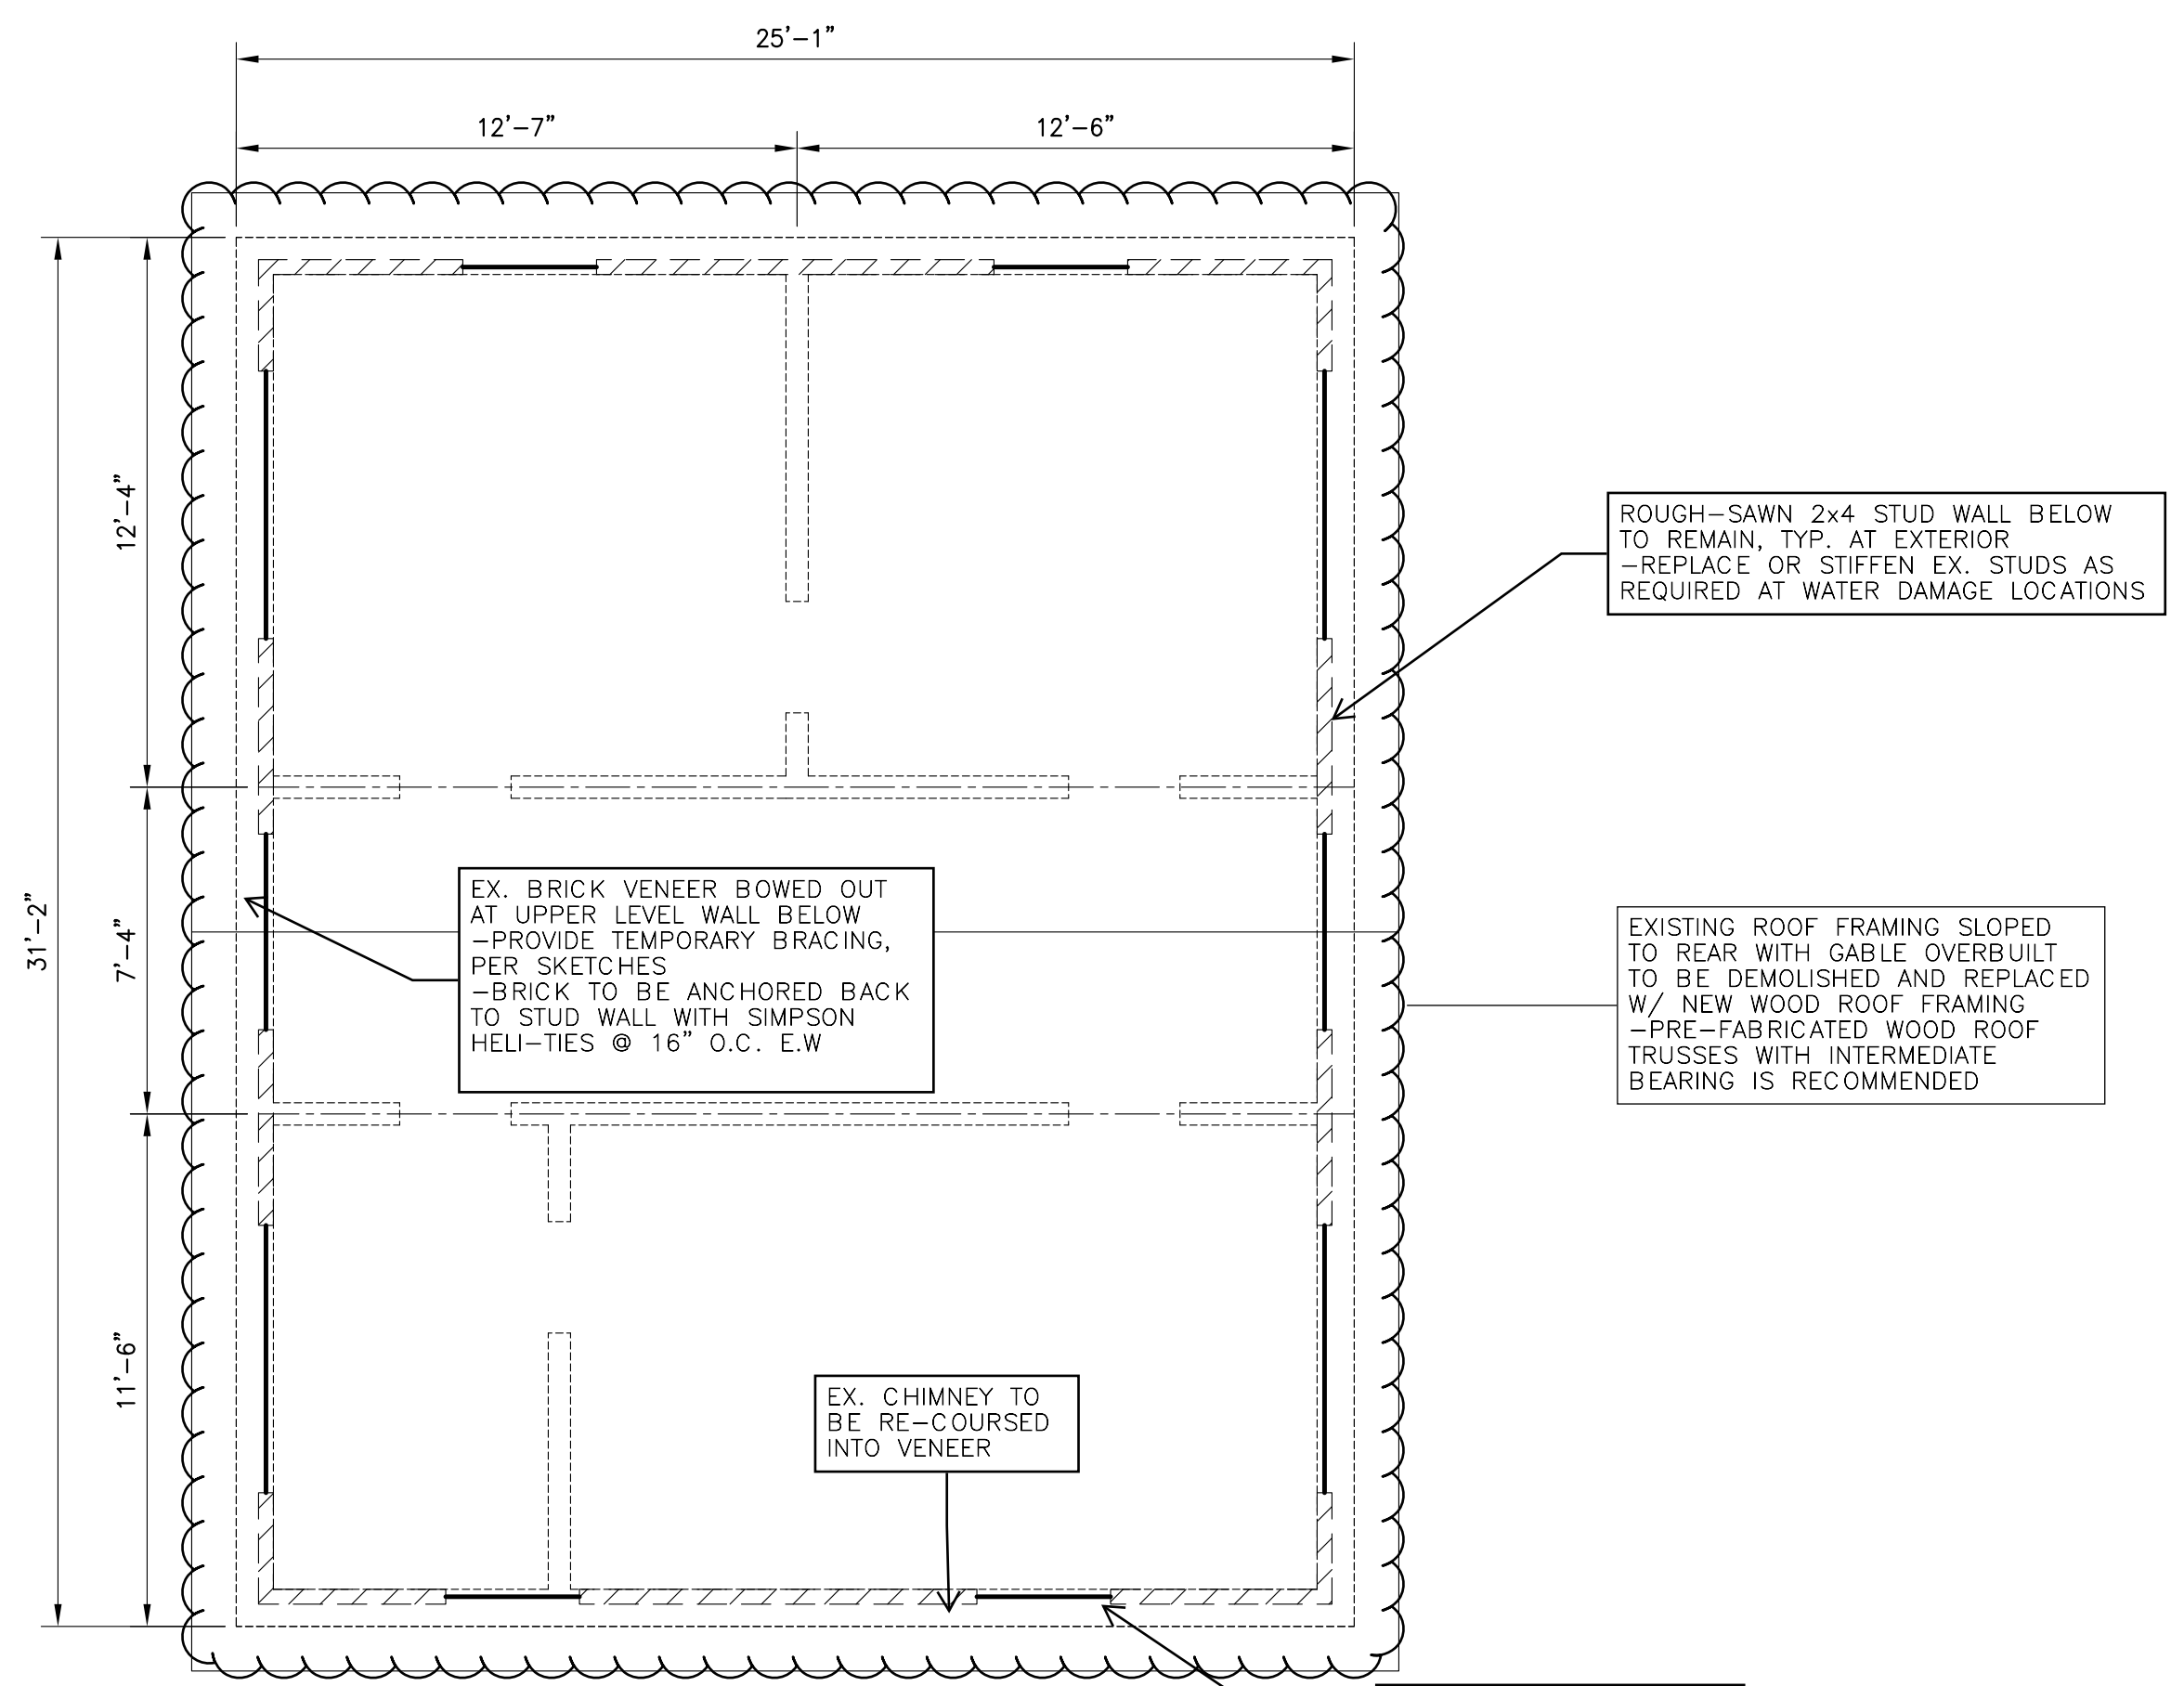 25'-1"
12'-7"
12'-6"
12'-4"
ROUGH-SAWN 2x4 STUD WALL BELOW
TO REMAIN, TYP. AT EXTERIOR
-REPLACE OR STIFFEN EX. STUDS AS
REQUIRED AT WATER DAMAGE LOCATIONS
31'-2"
7'-4"
EX. BRICK VENEER BOWED OUT
AT UPPER LEVEL WALL BELOW
-PROVIDE TEMPORARY BRACING,
PER SKETCHES
-BRICK TO BE ANCHORED BACK
TO STUD WALL WITH SIMPSON
HELI-TIES @ 16" O.C. E.W
EXISTING ROOF FRAMING SLOPED
TO REAR WITH GABLE OVERBUILT
TO BE DEMOLISHED AND REPLACED
W/ NEW WOOD ROOF FRAMING
-PRE-FABRICATED WOOD ROOF
TRUSSES WITH INTERMEDIATE
BEARING IS RECOMMENDED
11'-6"
EX. CHIMNEY TO
BE RE-COURSED
INTO VENEER